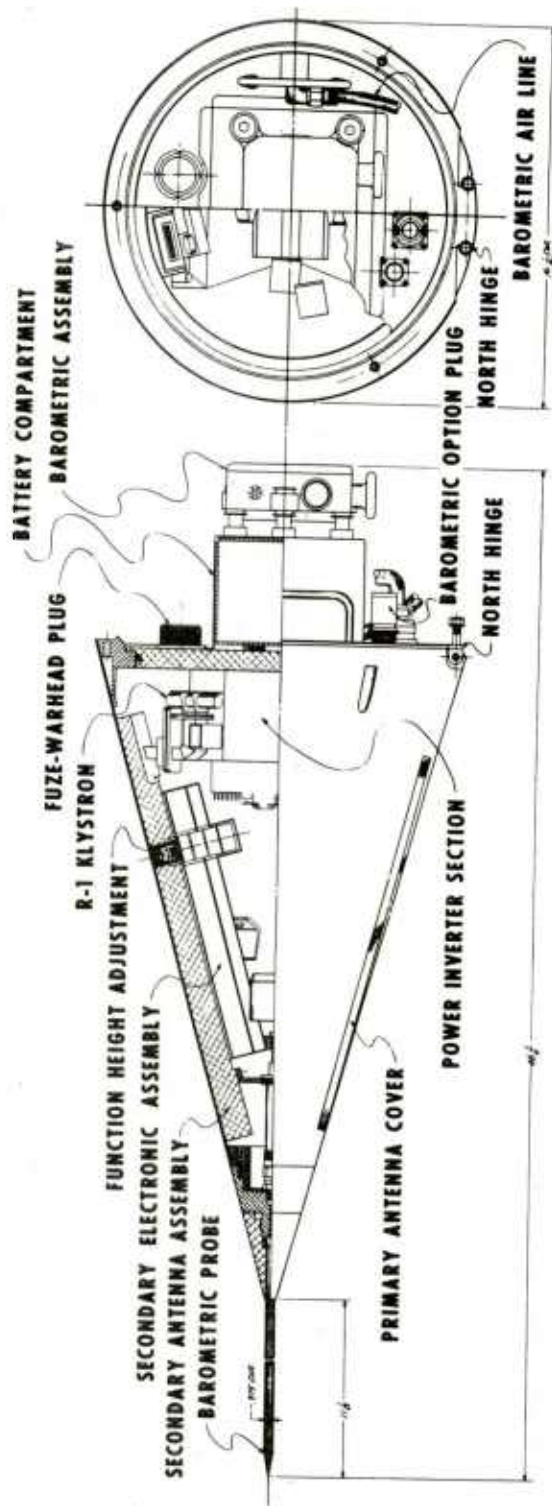 BATTERY COMPARTMENT
BAROMETRIC ASSEMBLY
FUZE-WARHEAD PLUG
R-1 KLYSTRON
FUNCTION HEIGHT ADJUSTMENT
SECONDARY ELECTRONIC ASSEMBLY
SECONDARY ANTENNA ASSEMBLY
BAROMETRIC PROBE
PRIMARY ANTENNA COVER
POWER INVERTER SECTION
BAROMETRIC OPTION PLUG
NORTH HINGE
NORTH HINGE
BAROMETRIC AIR LINE